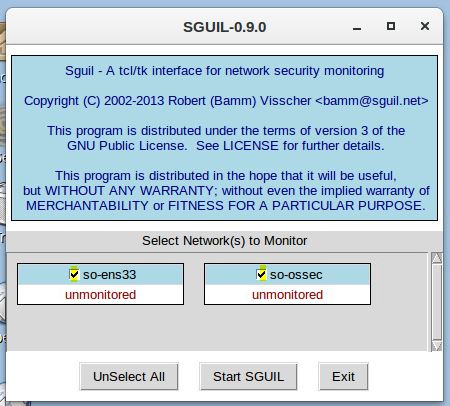 SGUIL-0.9.0
Sguil - A tcl/tk interface for network security monitoring
Copyright (C) 2002-2013 Robert (Bamm) Visscher <bamm@sguil.net>
This program is distributed under the terms of version 3 of the
GNU Public License. See LICENSE for further details.
This program is distributed in the hope that it will be useful,
but WITHOUT ANY WARRANTY; without even the implied warranty of
MERCHANTABILITY or FITNESS FOR A PARTICULAR PURPOSE.
Select Network(s) to Monitor
so-ens33 so-ossec
unmonitored unmonitored
UnSelect All Start SGUIL Exit